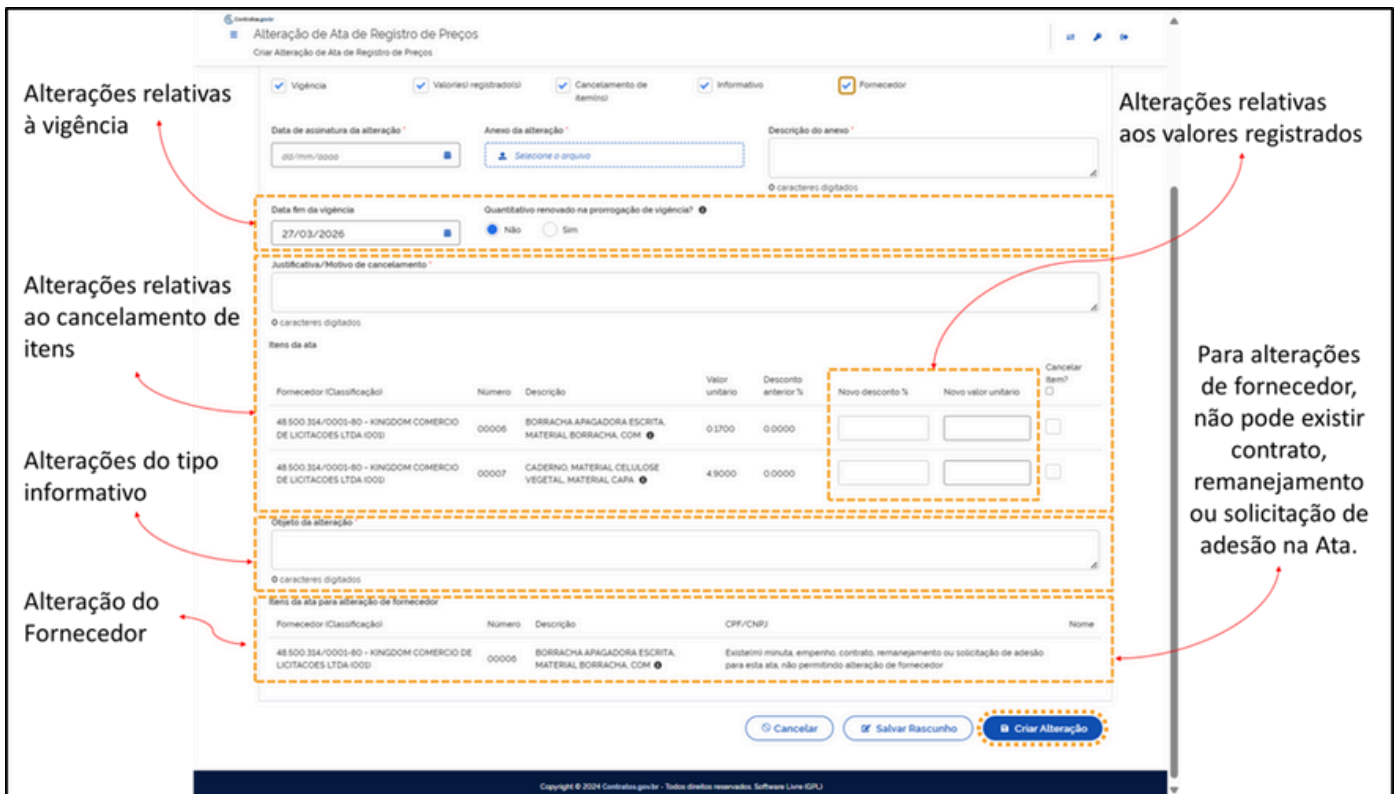 Contratos.gov.br
Alteração de Ata de Registro de Preços
Criar Alteração de Ata de Registro de Preços
Vigência
Valor(es) registrado(s)
Cancelamento de
item(ns)
Informativo
Fornecedor
Alterações relativas
à vigência
Alterações relativas
aos valores registrados
Data de assinatura da alteração *
Anexo da alteração *
Descrição do anexo *
dd/mm/aaaa
Selecione o arquivo
0 caracteres digitados
Data fim da vigência
Quantitativo renovado na prorrogação de vigência?
27/03/2026
Não
Sim
Justificativa/Motivo de cancelamento *
0 caracteres digitados
Alterações relativas
ao cancelamento de
itens
Itens da ata
Fornecedor (Classificação)
Número
Descrição
Valor
unitário
Desconto
anterior %
Novo desconto %
Novo valor unitário
Cancelar
Item?
48.500.314/0001-80 - KINGDOM COMERCIO
DE LICITACOES LTDA (001)
00006
BORRACHA APAGADORA ESCRITA,
MATERIAL BORRACHA, COM
0.1700
0.0000
48.500.314/0001-80 - KINGDOM COMERCIO
DE LICITACOES LTDA (001)
00007
CADERNO, MATERIAL CELULOSE
VEGETAL, MATERIAL CAPA
4.9000
0.0000
Para alterações
de fornecedor,
não pode existir
contrato,
remanejamento
ou solicitação de
adesão na Ata.
Alterações do tipo
informativo
Objeto da alteração *
0 caracteres digitados
Alteração do
Fornecedor
Itens da ata para alteração de fornecedor
Fornecedor (Classificação)
Número
Descrição
CPF/CNPJ
Nome
48.500.314/0001-80 - KINGDOM COMERCIO DE
LICITACOES LTDA (001)
00006
BORRACHA APAGADORA ESCRITA,
MATERIAL BORRACHA, COM
Existe(m) minuta, empenho, contrato, remanejamento ou solicitação de adesão
para esta ata, não permitindo alteração de fornecedor
Cancelar
Salvar Rascunho
Criar Alteração
Copyright © 2024 Contratos.gov.br - Todos direitos reservados. Software Livre (GPL)